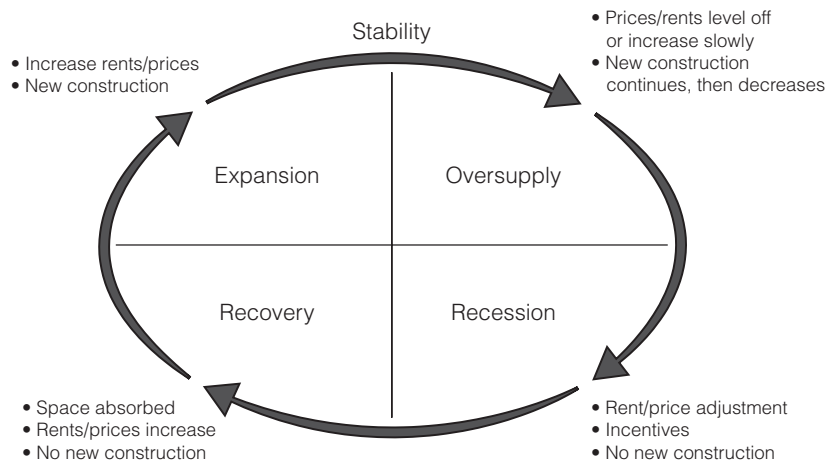 Stability
• Prices/rents level off
or increase slowly
• New construction
continues, then decreases
• Increase rents/prices
• New construction
Expansion
Oversupply
Recovery
Recession
• Space absorbed
• Rents/prices increase
• No new construction
• Rent/price adjustment
• Incentives
• No new construction